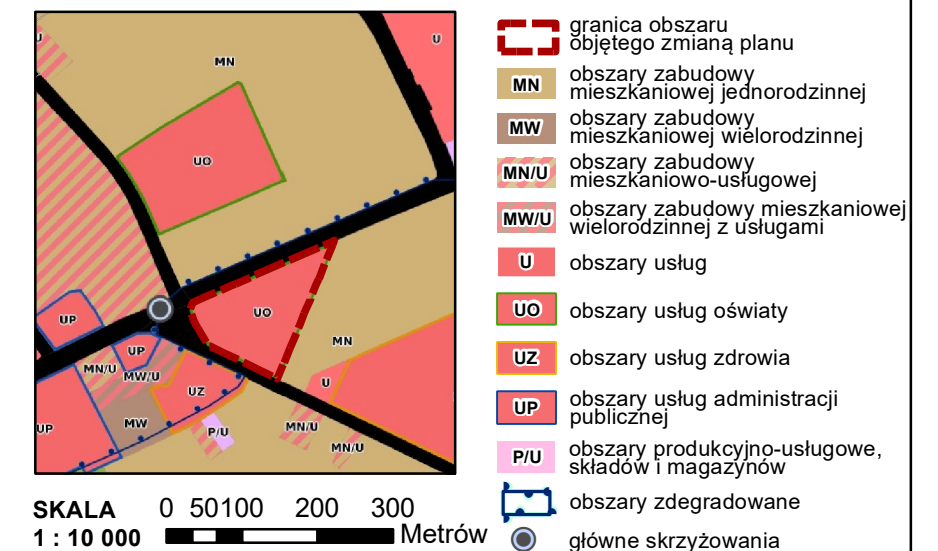 U
MN
U
UO
UO
UP
MN
UP
MN/U
MW/U
U
UZ
MW
UP
P/U
MN/U
MN/U
SKALA
1 : 10 000
0 50 100 200 300
Metrów
granica obszaru
objętego zmianą planu
MN obszary zabudowy
mieszkaniowej jednorodzinnej
MW obszary zabudowy
mieszkaniowej wielorodzinnej
MN/U obszary zabudowy
mieszkaniowo-usługowej
MW/U obszary zabudowy mieszkaniowej
wielorodzinnej z usługami
U obszary usług
UO obszary usług oświaty
UZ obszary usług zdrowia
UP obszary usług administracji
publicznej
P/U obszary produkcyjno-usługowe,
składów i magazynów
obszary zdegradowane
główne skrzyżowania